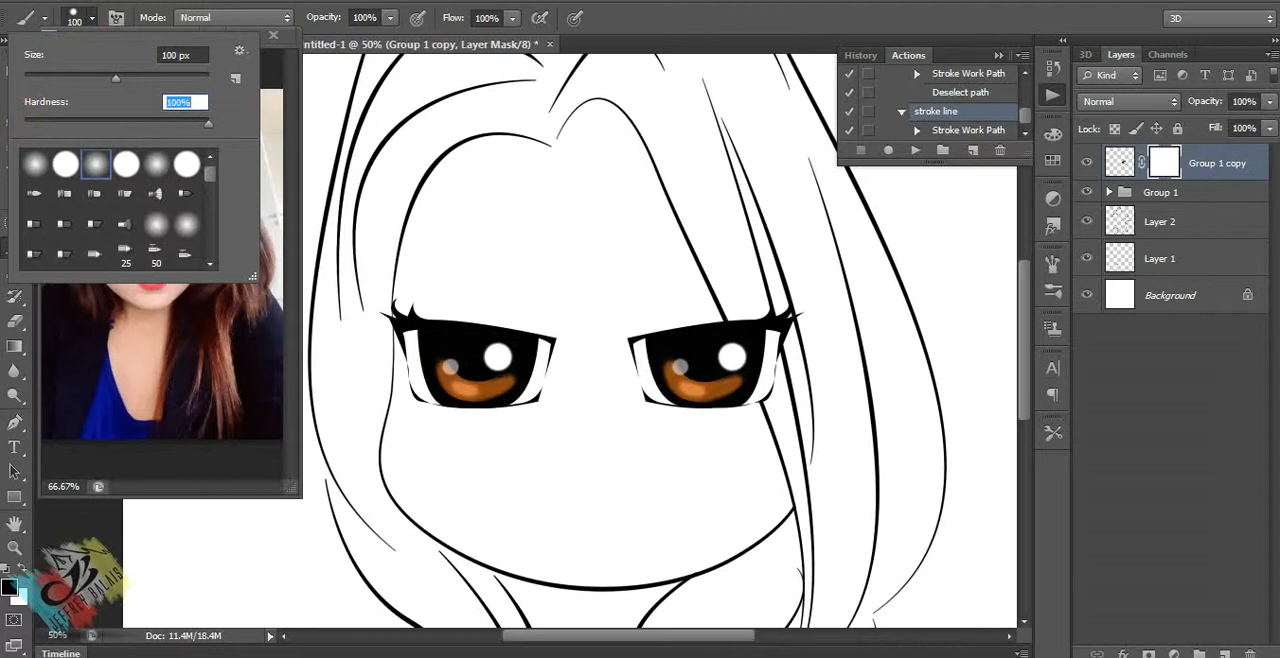 100
Mode: Normal
Opacity: 100%
Flow: 100%
3D
Size: 100 px
Hardness: 100%
25 50
ntitled-1 @ 50% (Group 1 copy, Layer Mask/8) *
History Actions
Stroke Work Path
Deselect path
stroke line
Stroke Work Path
3D Layers Channels
Kind
Normal Opacity: 100%
Lock: Fill: 100%
Group 1 copy
Group 1
Layer 2
Layer 1
Background
66.67%
JEFFREY BALAIS
50% Doc: 11.4M/18.4M
Timeline